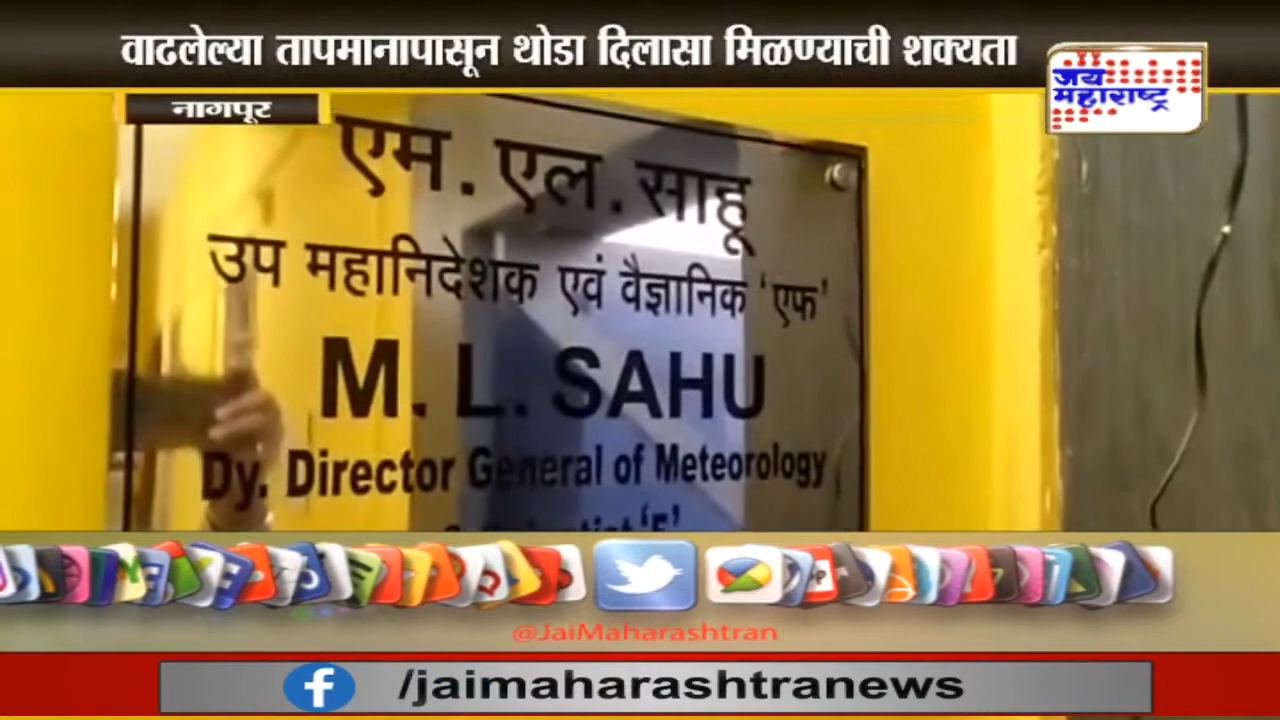 वाढलेल्या तापमानापासून थोडा दिलासा मिळण्याची शक्यता
जय
महाराष्ट्र
नागपूर
एम. एल. साहू
उप महानिदेशक एवं वैज्ञानिक 'एफ'
M. L. SAHU
Dy. Director General of Meteorology
@JaiMaharashtran
/jaimaharashtranews